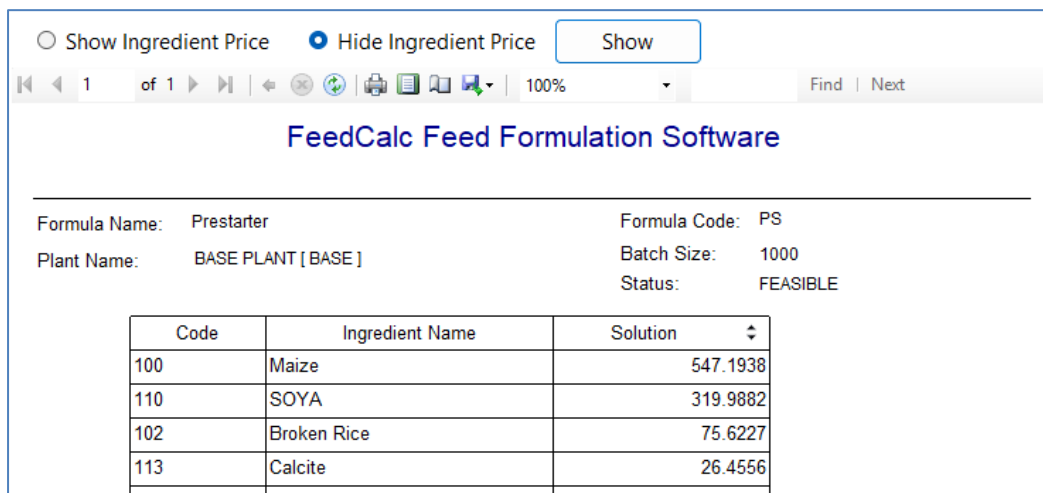 Show Ingredient Price Hide Ingredient Price Show
1 of 1 100% Find | Next
FeedCalc Feed Formulation Software
Formula Name: Prestarter Formula Code: PS
Plant Name: BASE PLANT [ BASE ] Batch Size: 1000
Status: FEASIBLE
Code Ingredient Name Solution
100 Maize 547.1938
110 SOYA 319.9882
102 Broken Rice 75.6227
113 Calcite 26.4556